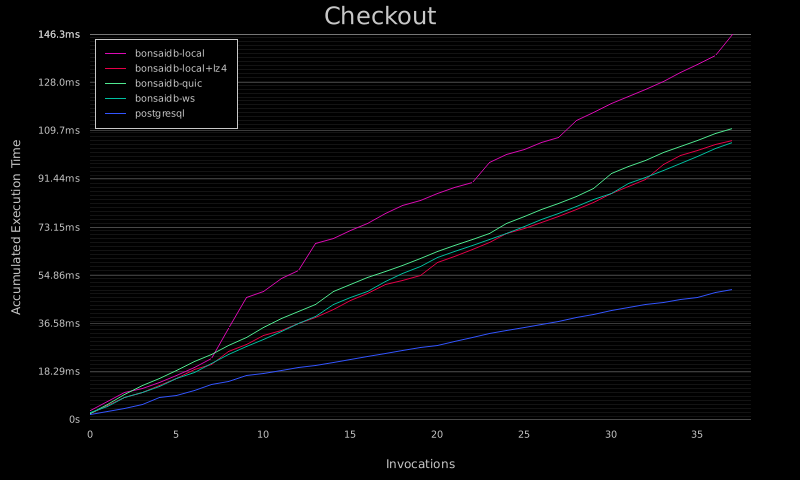 Checkout
146.3ms
128.0ms
109.7ms
91.44ms
73.15ms
54.86ms
36.58ms
18.29ms
0s
bonsaidb-local
bonsaidb-local+lz4
bonsaidb-quic
bonsaidb-ws
postgresql
Accumulated Execution Time
0 5 10 15 20 25 30 35
Invocations